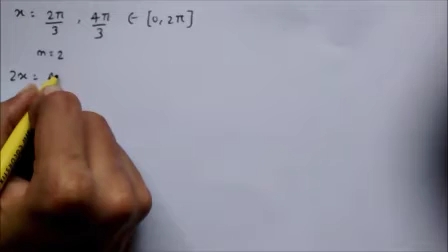 x = 2π/3 , 4π/3 ∈ [0, 2π]
n = 2
2x =